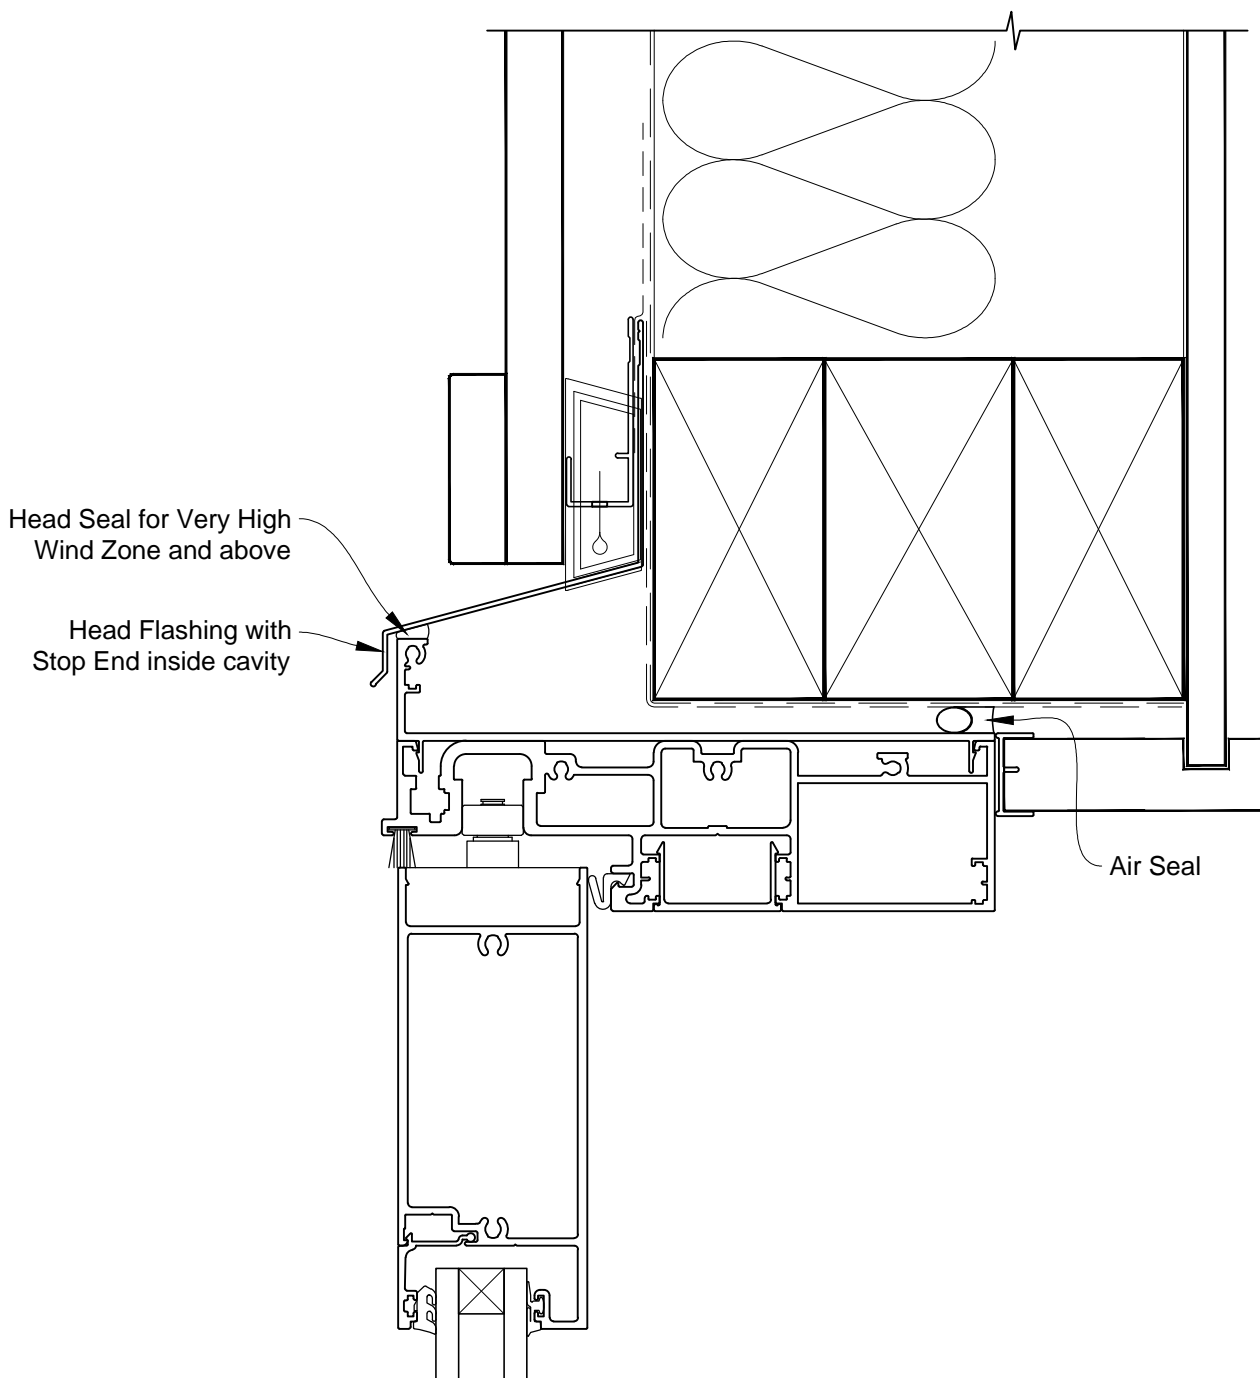 Head Seal for Very High
Wind Zone and above
Head Flashing with
Stop End inside cavity
Air Seal